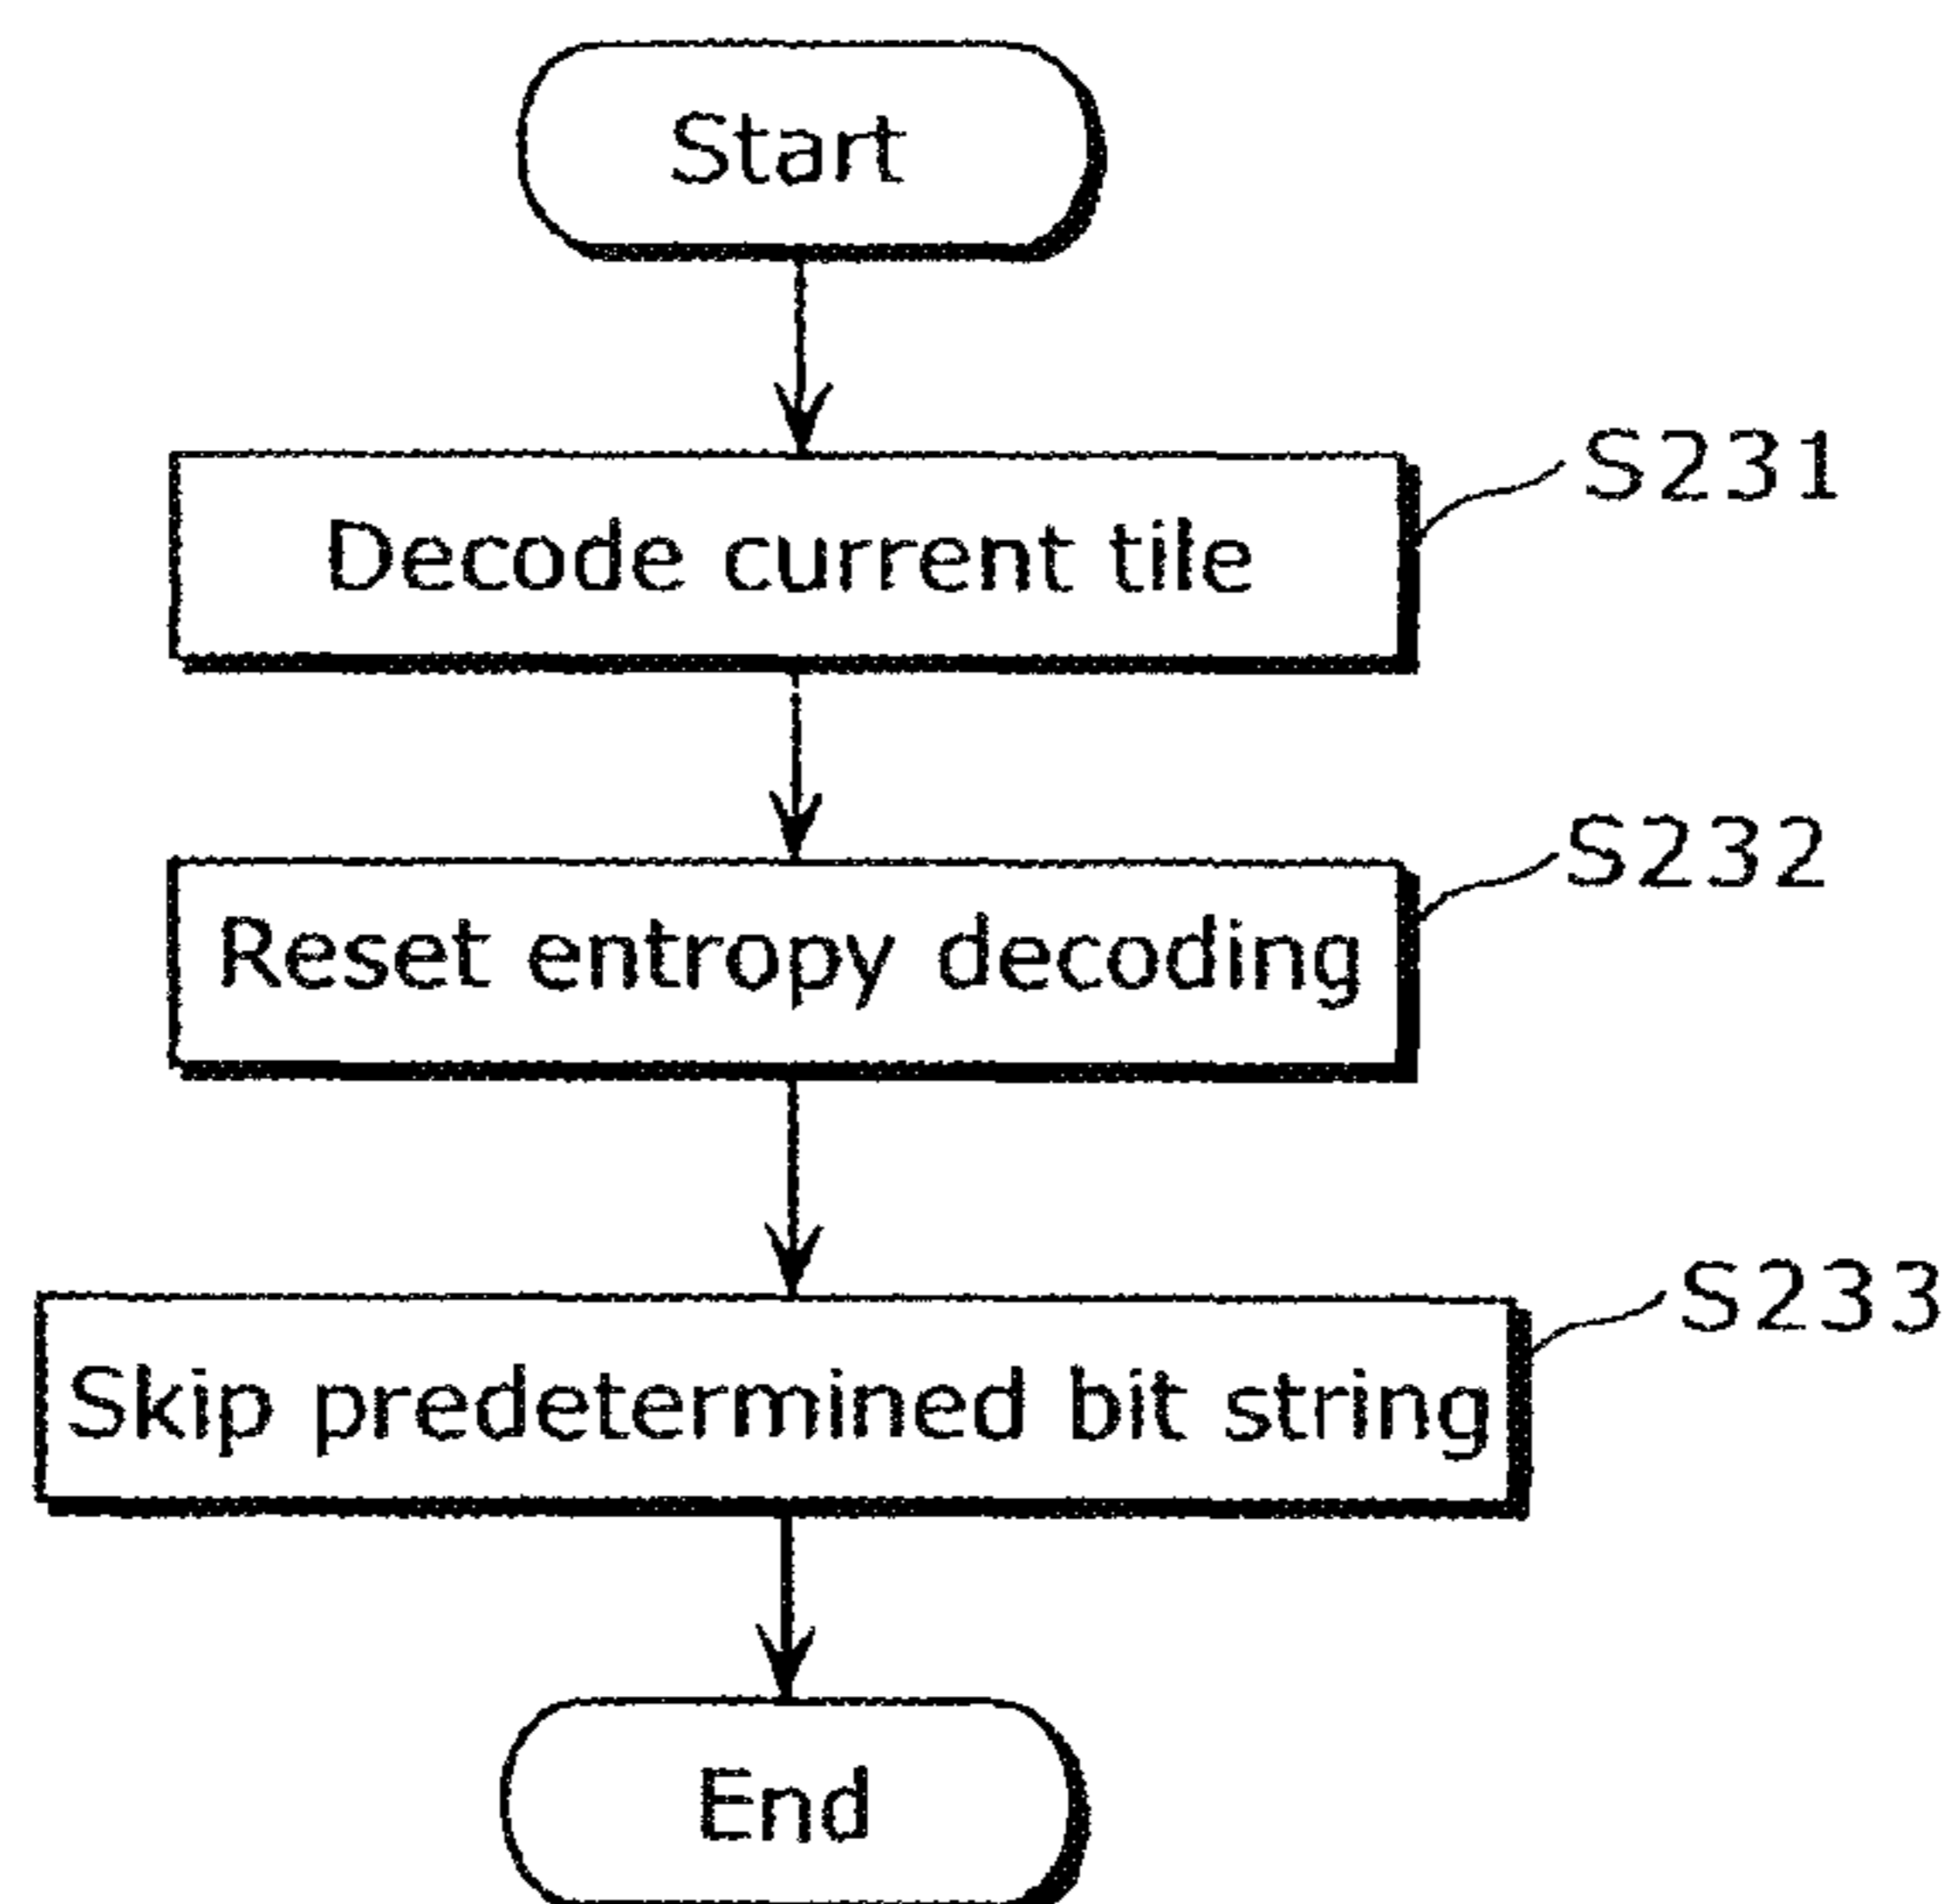 Start
S231
Decode current tile
S232
Reset entropy decoding
S233
Skip predetermined bit string
End